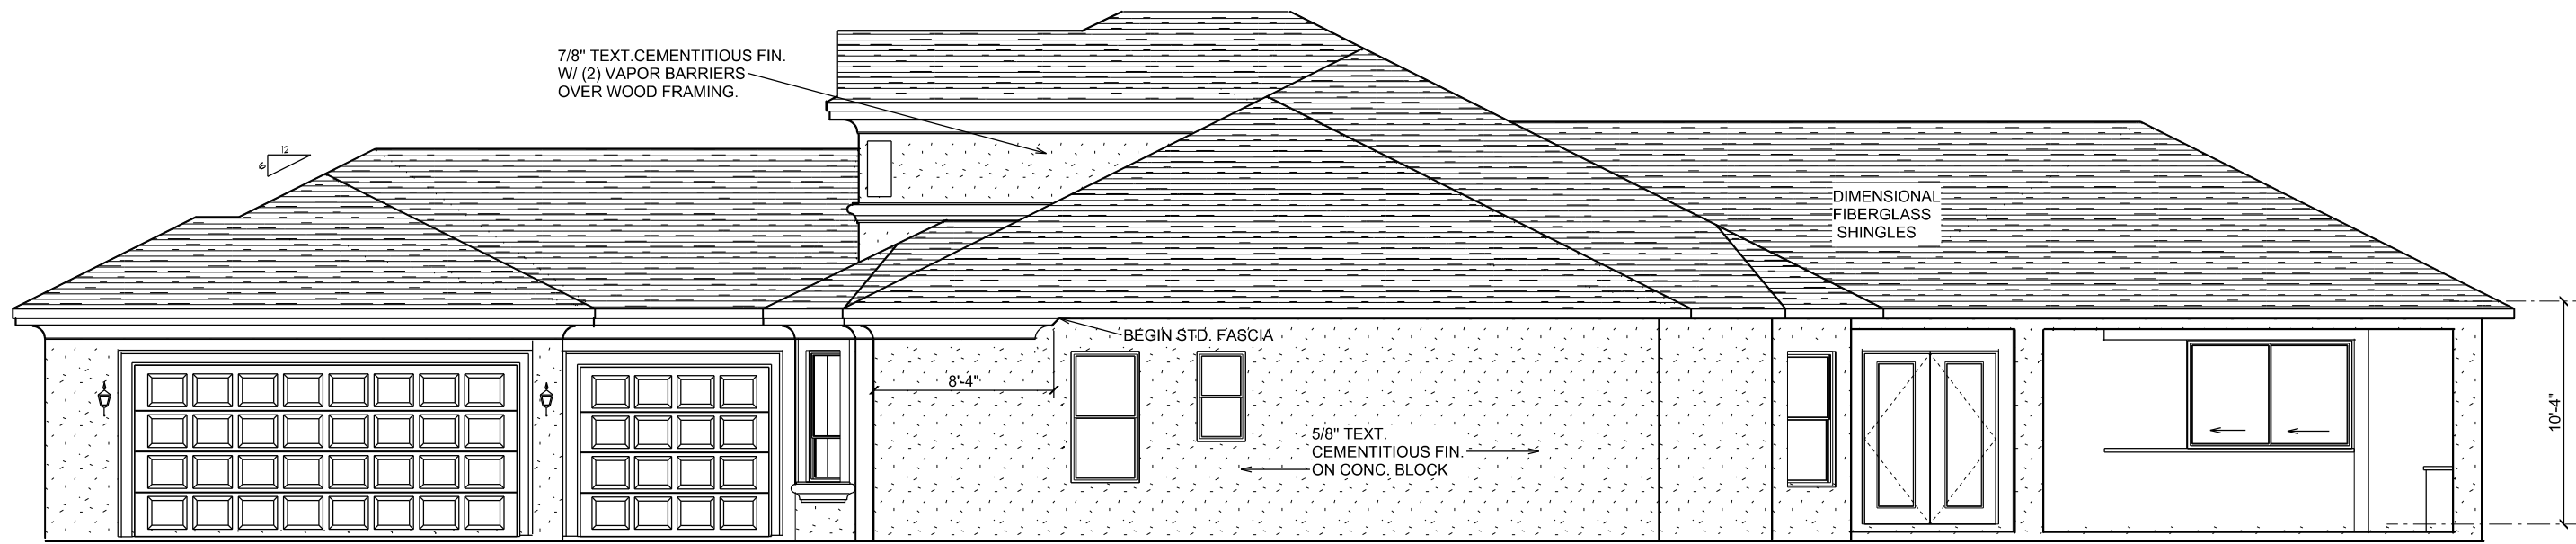 7/8" TEXT.CEMENTITIOUS FIN.
W/ (2) VAPOR BARRIERS
OVER WOOD FRAMING.
12
6
DIMENSIONAL
FIBERGLASS
SHINGLES
BEGIN STD. FASCIA
8'-4"
10'-4"
5/8" TEXT.
CEMENTITIOUS FIN.
ON CONC. BLOCK